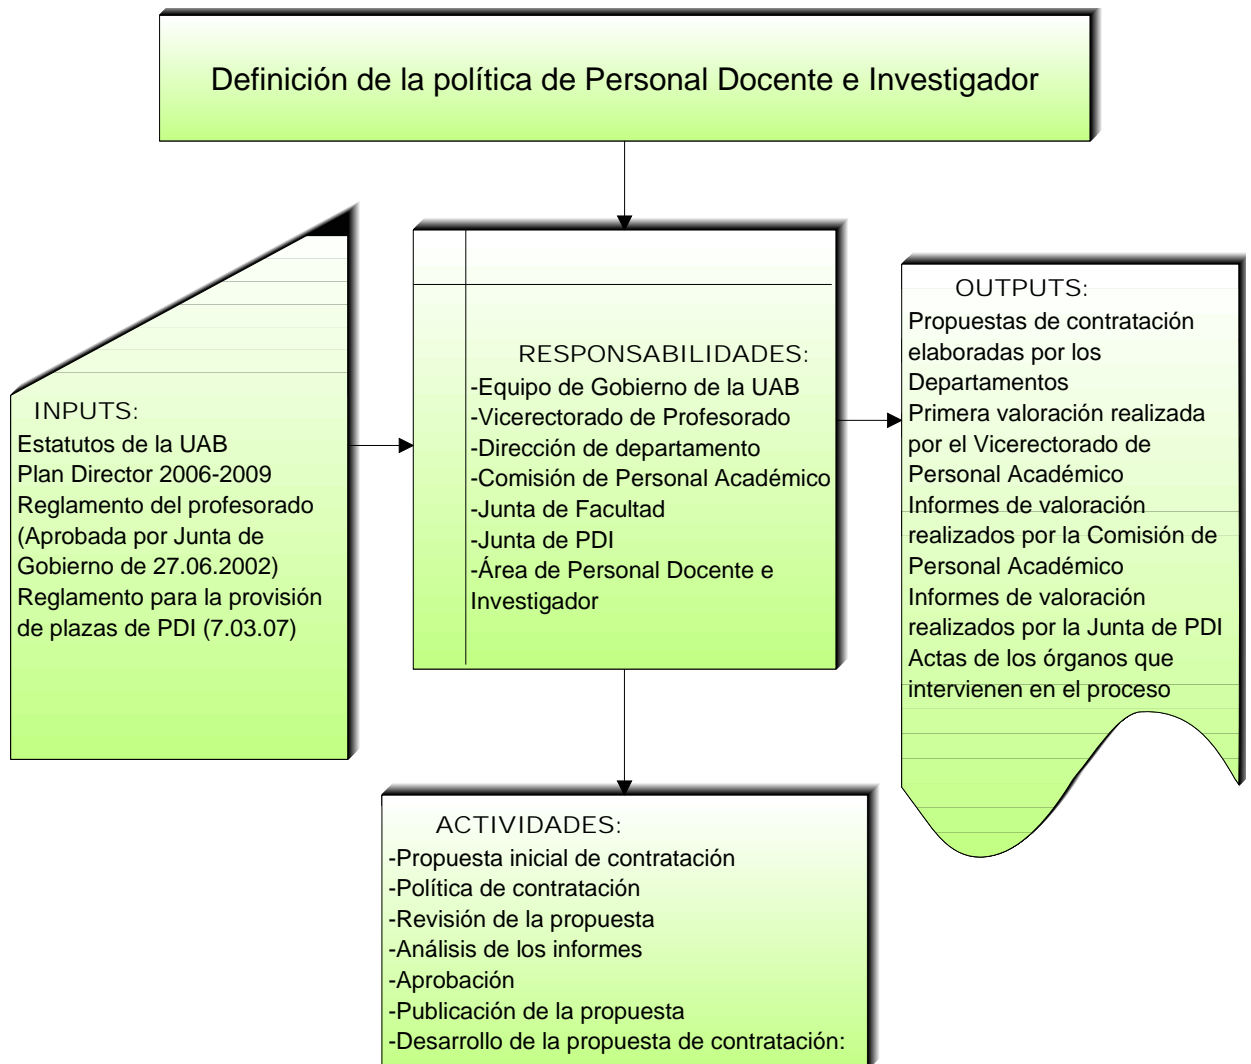 Definición de la política de Personal Docente e Investigador
INPUTS:
Estatutos de la UAB
Plan Director 2006-2009
Reglamento del profesorado
(Aprobada por Junta de
Gobierno de 27.06.2002)
Reglamento para la provisión
de plazas de PDI (7.03.07)
RESPONSABILIDADES:
-Equipo de Gobierno de la UAB
-Vicerectorado de Profesorado
-Dirección de departamento
-Comisión de Personal Académico
-Junta de Facultad
-Junta de PDI
-Área de Personal Docente e
Investigador
OUTPUTS:
Propuestas de contratación
elaboradas por los
Departamentos
Primera valoración realizada
por el Vicerectorado de
Personal Académico
Informes de valoración
realizados por la Comisión de
Personal Académico
Informes de valoración
realizados por la Junta de PDI
Actas de los órganos que
intervienen en el proceso
ACTIVIDADES:
-Propuesta inicial de contratación
-Política de contratación
-Revisión de la propuesta
-Análisis de los informes
-Aprobación
-Publicación de la propuesta
-Desarrollo de la propuesta de contratación: